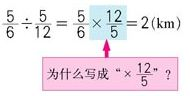 5/6 ÷ 5/12 = 5/6 × 12/5 = 2 (km)
为什么写成“× 12/5”?